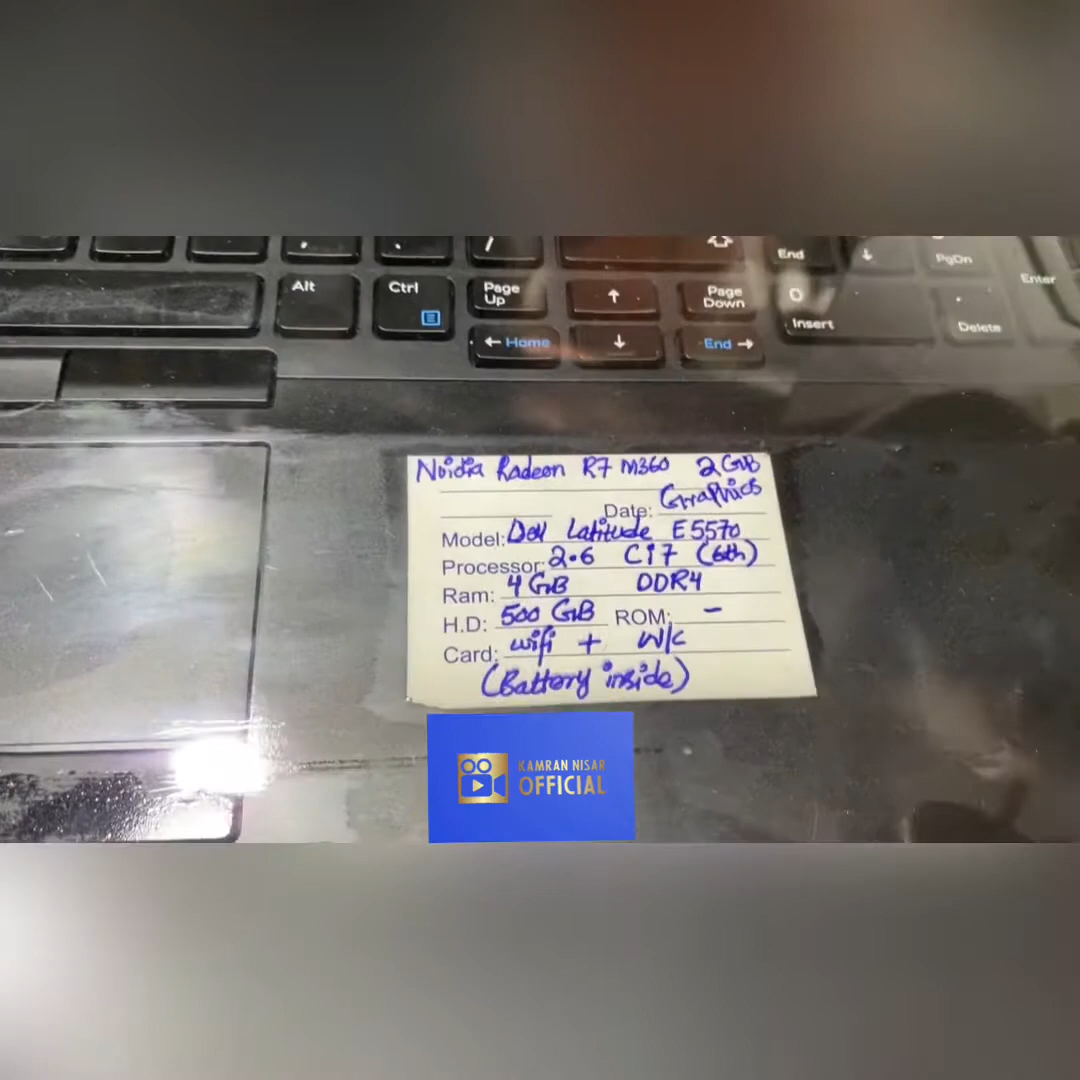 /
End ↓ PgDn
Alt Ctrl Page Up ↑ Page Down 0 Insert . Delete Enter
← Home ↓ End →
Nvidia Radeon R7 M360 2GB
Graphics
Date:
Model: Dell Latitude E5570
Processor: 2.6 Ci7 (6th)
Ram: 4GB DDR4
H.D: 500 GB ROM: -
Card: wifi + W/C
(Battery inside)
KAMRAN NISAR
OFFICIAL